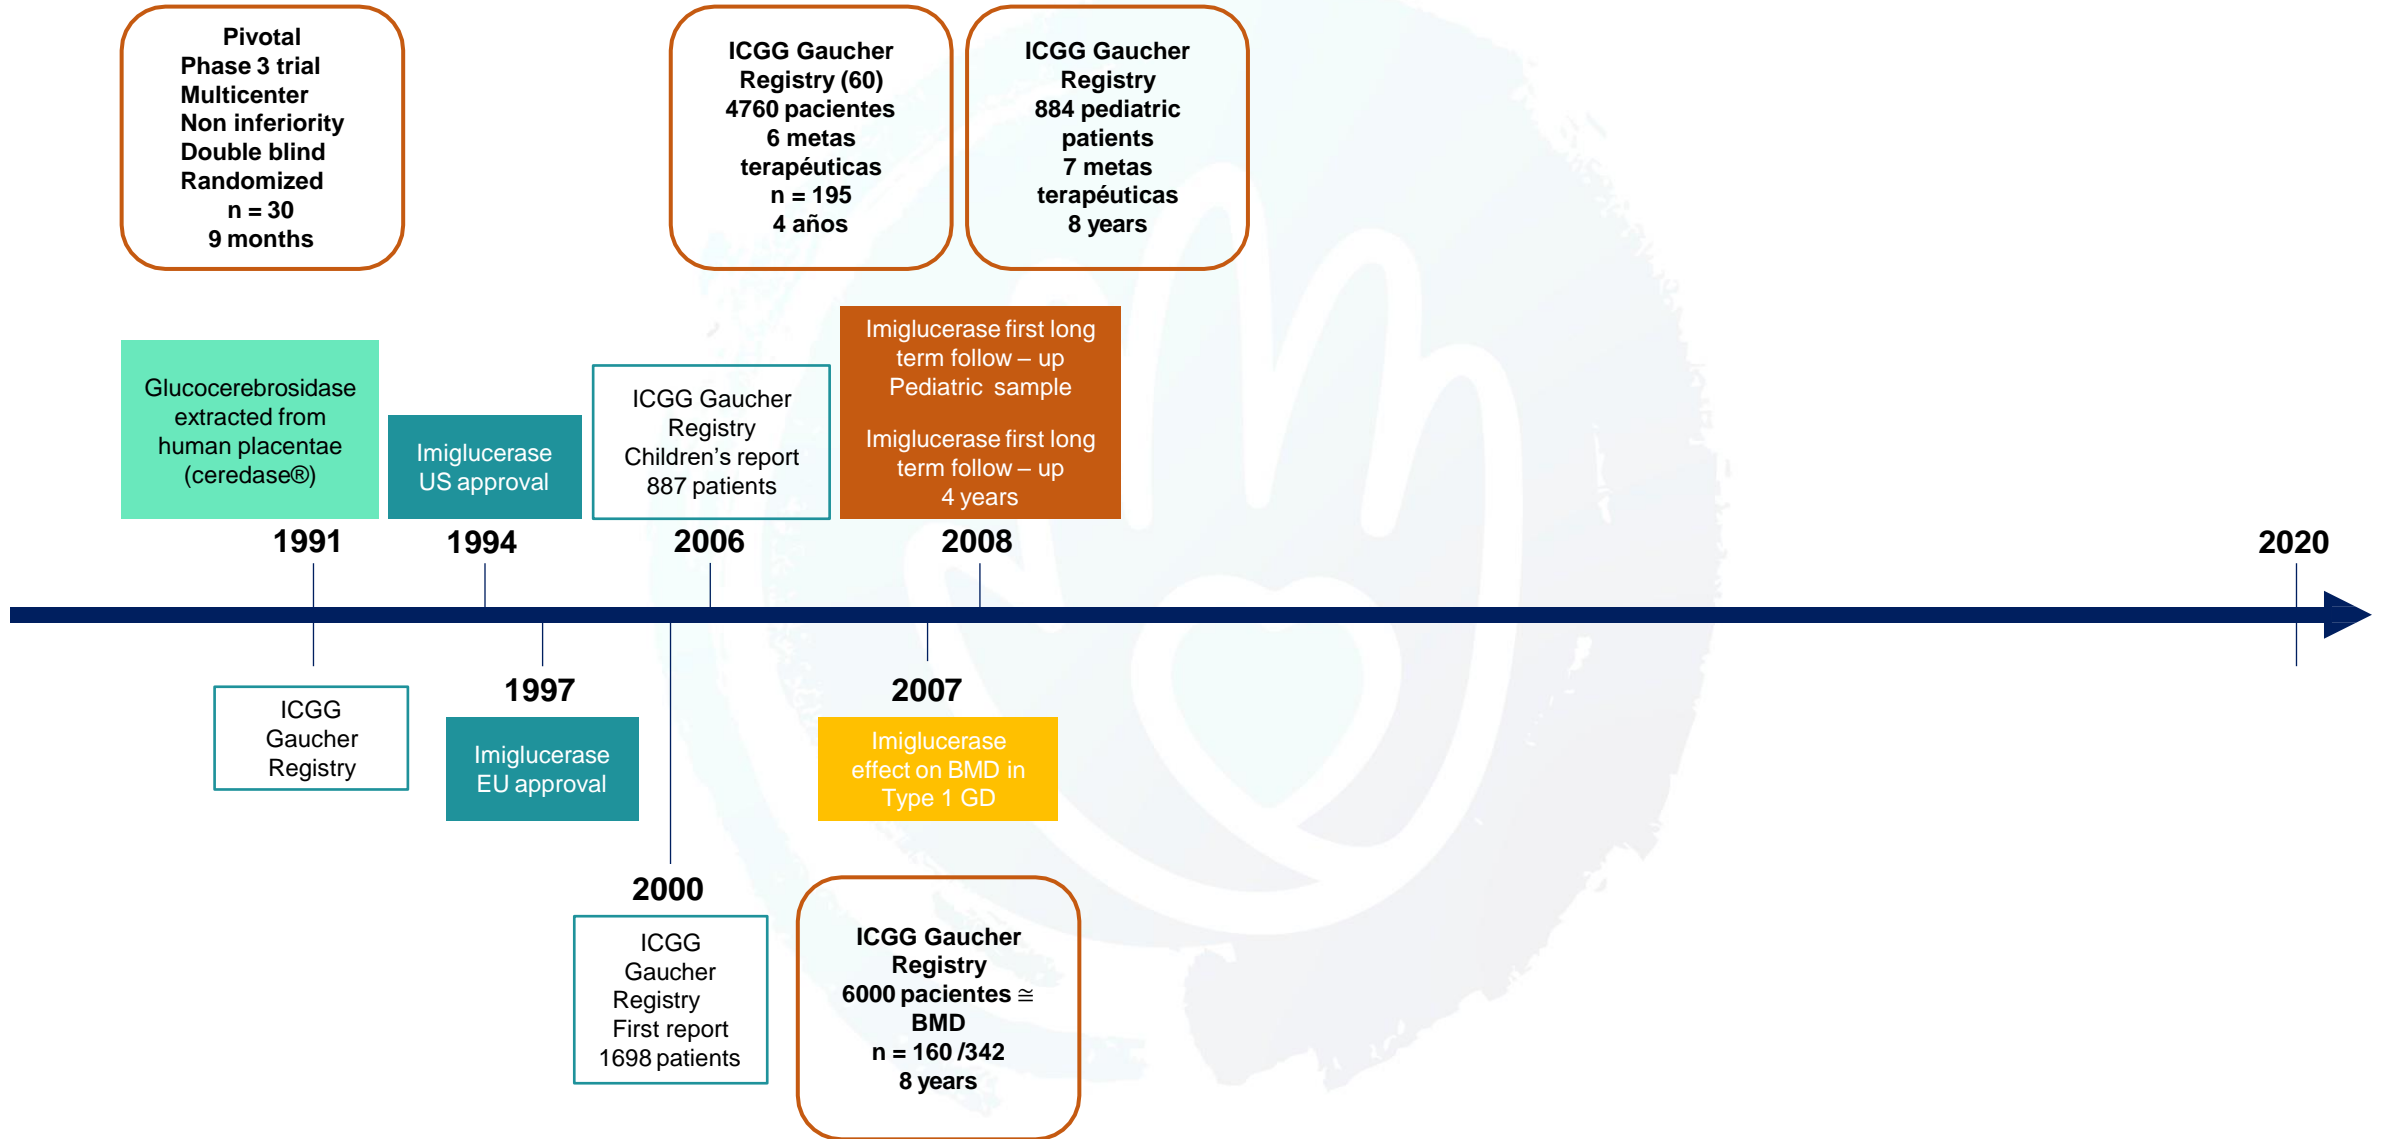 Pivotal
Phase 3 trial
Multicenter
Non inferiority
Double blind
Randomized
n = 30
9 months
ICGG Gaucher
Registry (60)
4760 pacientes
6 metas
terapéuticas
n = 195
4 años
ICGG Gaucher
Registry
884 pediatric
patients
7 metas
terapéuticas
8 years
Glucocerebrosidase
extracted from
human placentae
(ceredase®)
Imiglucerase
US approval
ICGG Gaucher
Registry
Children’s report
887 patients
Imiglucerase first long
term follow – up
Pediatric sample
Imiglucerase first long
term follow – up
4 years
1991
1994
2006
2008
2020
ICGG
Gaucher
Registry
1997
Imiglucerase
EU approval
2007
Imiglucerase
effect on BMD in
Type 1 GD
2000
ICGG
Gaucher
Registry
First report
1698 patients
ICGG Gaucher
Registry
6000 pacientes ≅
BMD
n = 160 /342
8 years